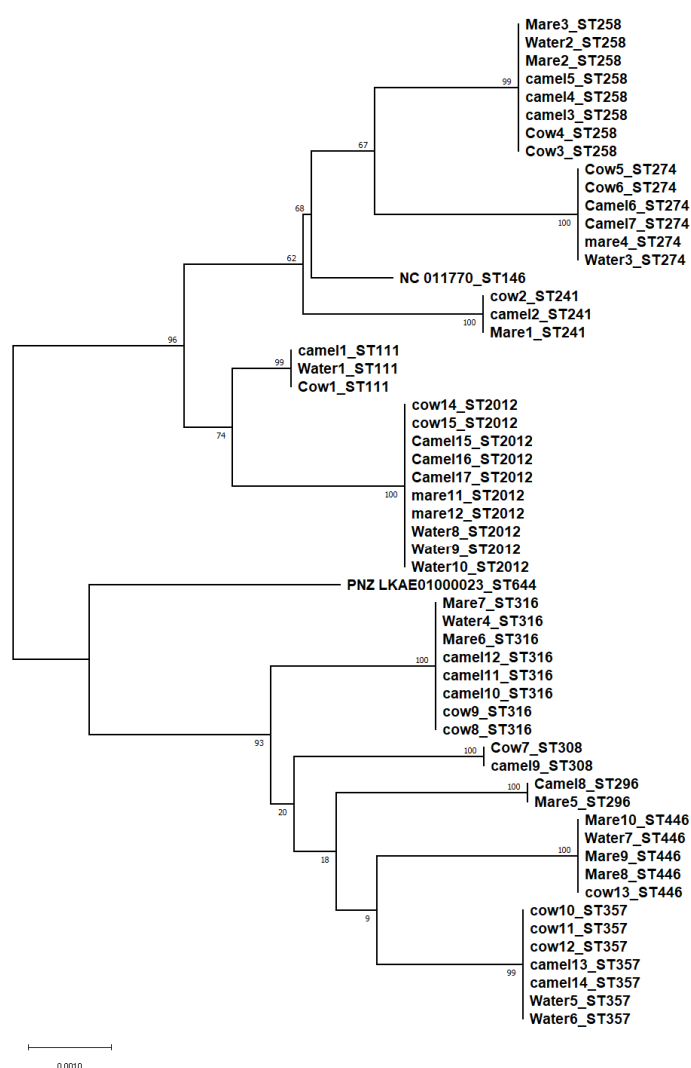 Mare3_ST258
Water2_ST258
Mare2_ST258
camel5_ST258
99
camel4_ST258
camel3_ST258
Cow4_ST258
67
Cow3_ST258
Cow5_ST274
Cow6_ST274
Camel6_ST274
68
Camel7_ST274
100
mare4_ST274
62
Water3_ST274
NC 011770_ST146
cow2_ST241
camel2_ST241
100
Mare1_ST241
96
camel1_ST111
99
Water1_ST111
Cow1_ST111
cow14_ST2012
cow15_ST2012
74
Camel15_ST2012
Camel16_ST2012
Camel17_ST2012
100
mare11_ST2012
mare12_ST2012
Water8_ST2012
Water9_ST2012
Water10_ST2012
PNZ LKAE01000023_ST644
Mare7_ST316
Water4_ST316
Mare6_ST316
100
camel12_ST316
camel11_ST316
camel10_ST316
cow9_ST316
cow8_ST316
93
100
Cow7_ST308
camel9_ST308
100
Camel8_ST296
Mare5_ST296
20
Mare10_ST446
Water7_ST446
100
Mare9_ST446
18
Mare8_ST446
cow13_ST446
cow10_ST357
9
cow11_ST357
cow12_ST357
camel13_ST357
99
camel14_ST357
Water5_ST357
Water6_ST357
0.0010